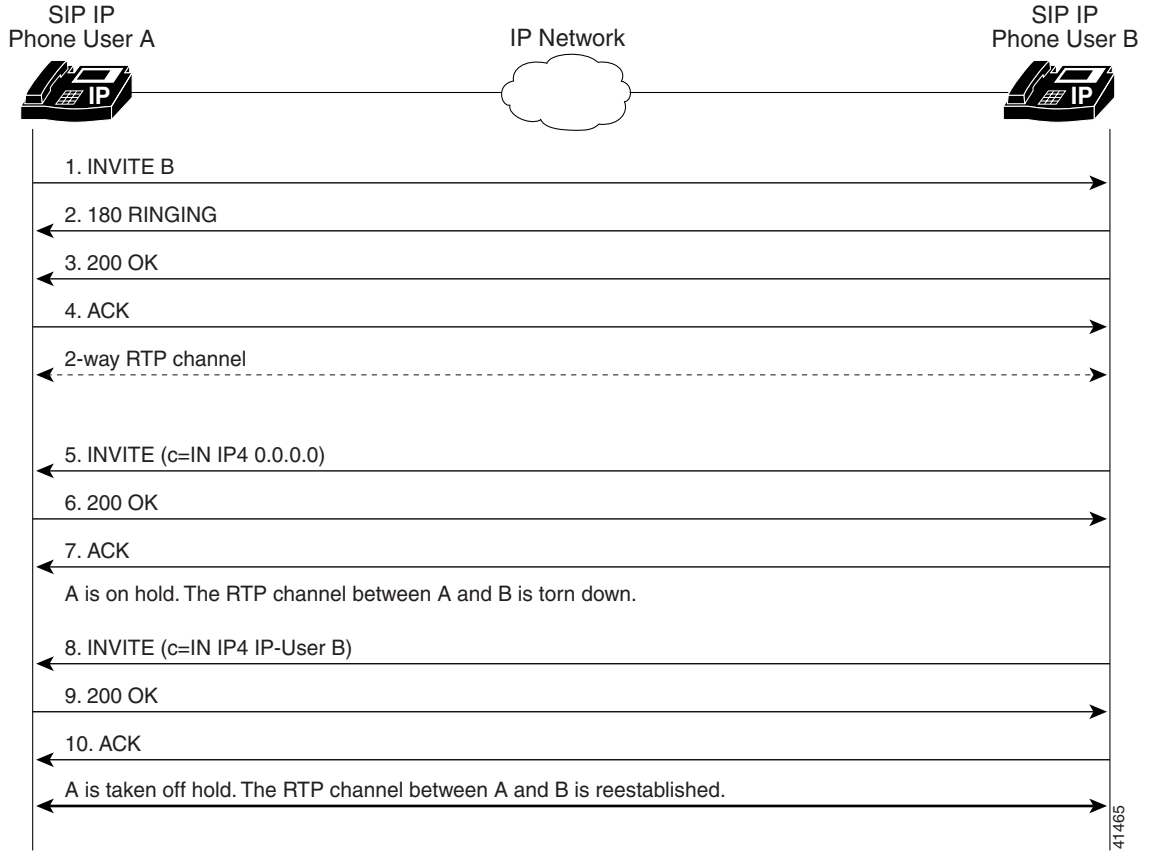 SIP IP
Phone User A
IP Network
SIP IP
Phone User B
IP
IP
1. INVITE B
2. 180 RINGING
3. 200 OK
4. ACK
2-way RTP channel
5. INVITE (c=IN IP4 0.0.0.0)
6. 200 OK
7. ACK
A is on hold. The RTP channel between A and B is torn down.
8. INVITE (c=IN IP4 IP-User B)
9. 200 OK
10. ACK
A is taken off hold. The RTP channel between A and B is reestablished.
41465